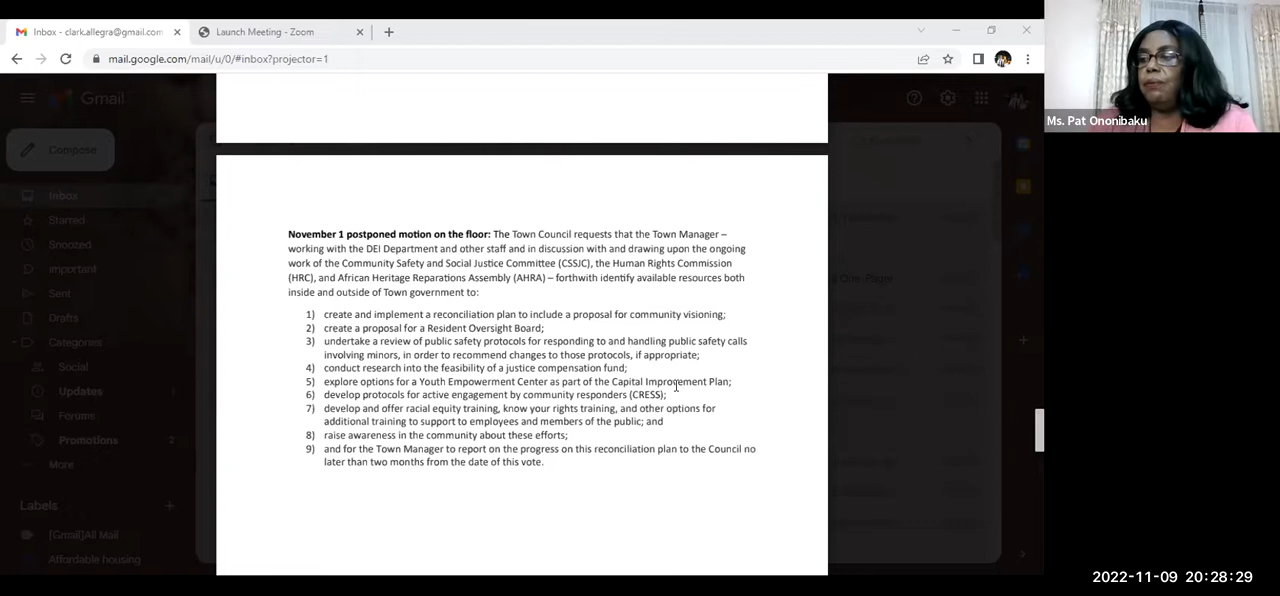 Inbox - clark.allegra@gmail.com
Launch Meeting - Zoom
mail.google.com/mail/u/0/#inbox?projector=1
Gmail
Compose
Inbox
Starred
Snoozed
Important
Sent
Drafts
Categories
Social
Updates 1
Forums
Promotions 2
More
Labels
[Gmail]All Mail
Affordable housing
One-Pager
November 1 postponed motion on the floor: The Town Council requests that the Town Manager –
working with the DEI Department and other staff and in discussion with and drawing upon the ongoing
work of the Community Safety and Social Justice Committee (CSSJC), the Human Rights Commission
(HRC), and African Heritage Reparations Assembly (AHRA) – forthwith identify available resources both
inside and outside of Town government to:
1) create and implement a reconciliation plan to include a proposal for community visioning;
2) create a proposal for a Resident Oversight Board;
3) undertake a review of public safety protocols for responding to and handling public safety calls
involving minors, in order to recommend changes to those protocols, if appropriate;
4) conduct research into the feasibility of a justice compensation fund;
5) explore options for a Youth Empowerment Center as part of the Capital Improvement Plan;
6) develop protocols for active engagement by community responders (CRESS);
7) develop and offer racial equity training, know your rights training, and other options for
additional training to support to employees and members of the public; and
8) raise awareness in the community about these efforts;
9) and for the Town Manager to report on the progress on this reconciliation plan to the Council no
later than two months from the date of this vote.
Ms. Pat Ononibaku
2022-11-09 20:28:29